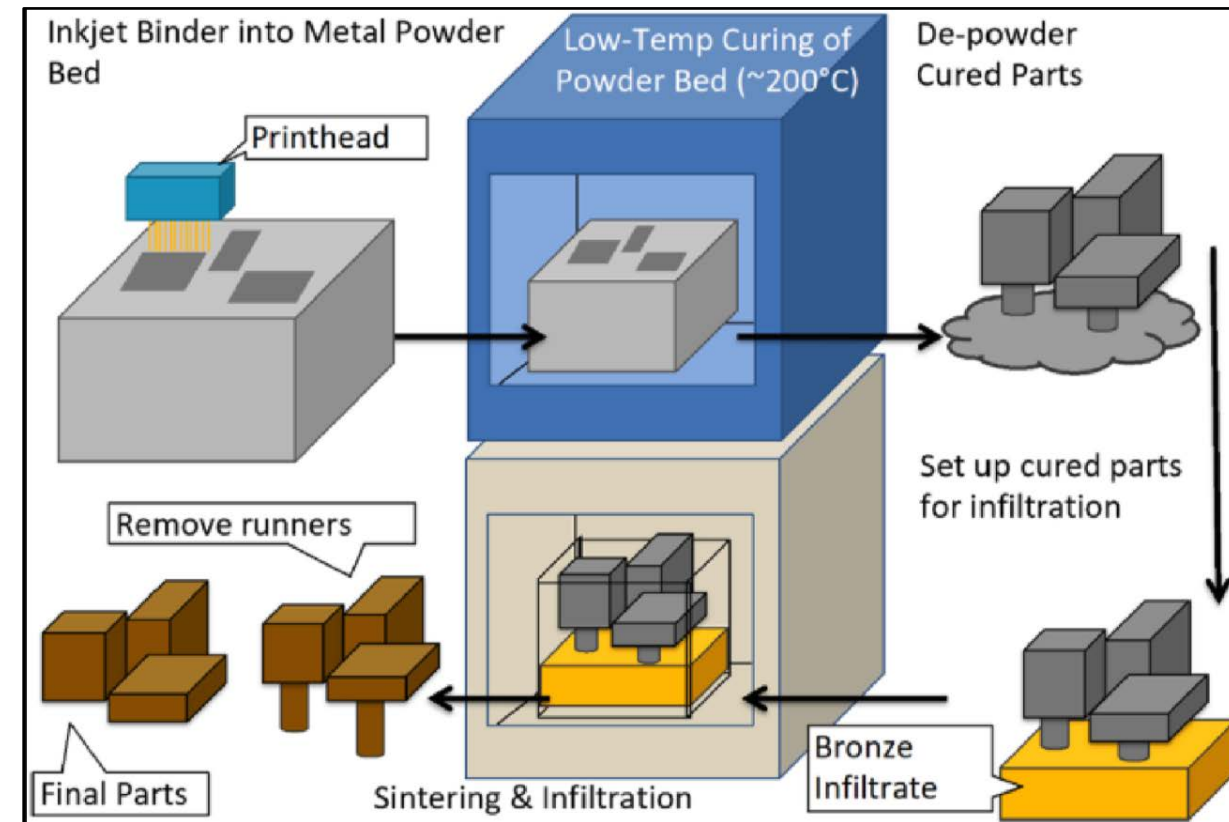 Inkjet Binder into Metal Powder
Bed
Printhead
Low-Temp Curing of
Powder Bed (~200°C)
De-powder
Cured Parts
Set up cured parts
for infiltration
Bronze
Infiltrate
Sintering & Infiltration
Remove runners
Final Parts